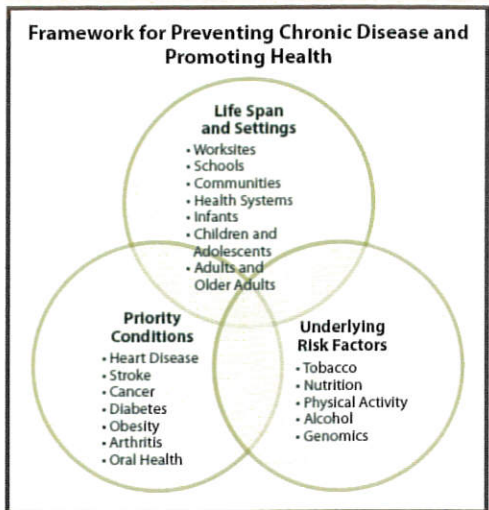 Framework for Preventing Chronic Disease and
Promoting Health
Life Span
and Settings
• Worksites
• Schools
• Communities
• Health Systems
• Infants
• Children and
Adolescents
• Adults and
Older Adults
Priority
Conditions
• Heart Disease
• Stroke
• Cancer
• Diabetes
• Obesity
• Arthritis
• Oral Health
Underlying
Risk Factors
• Tobacco
• Nutrition
• Physical Activity
• Alcohol
• Genomics